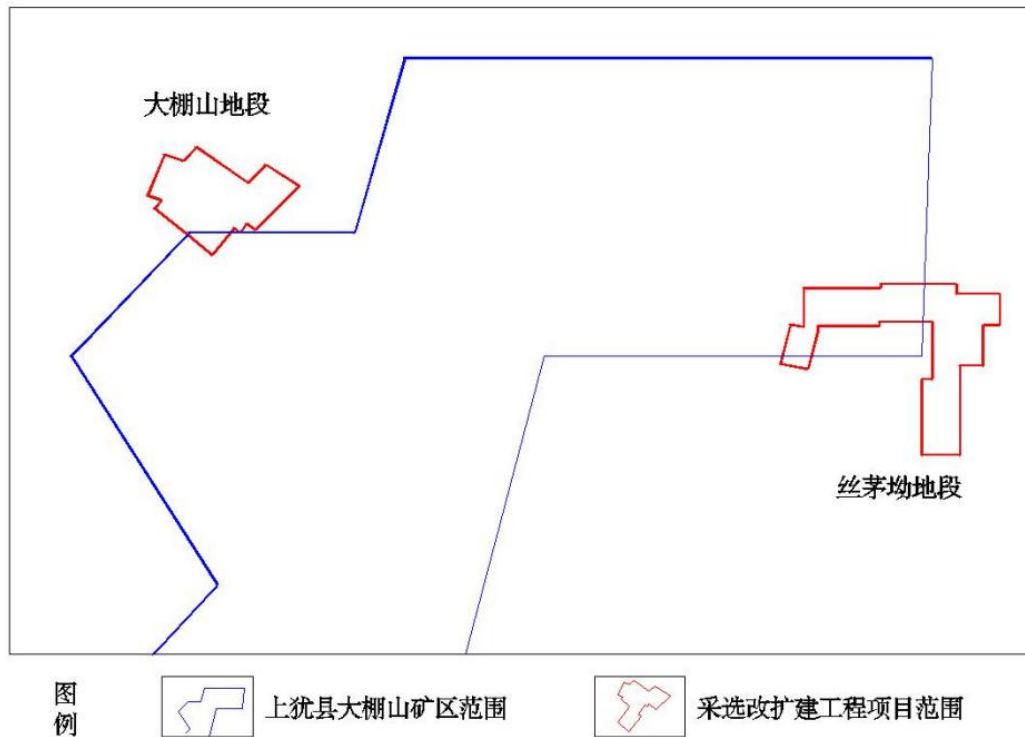 大棚山地段
丝茅坳地段
图例
上犹县大棚山矿区范围
采选改扩建工程项目范围